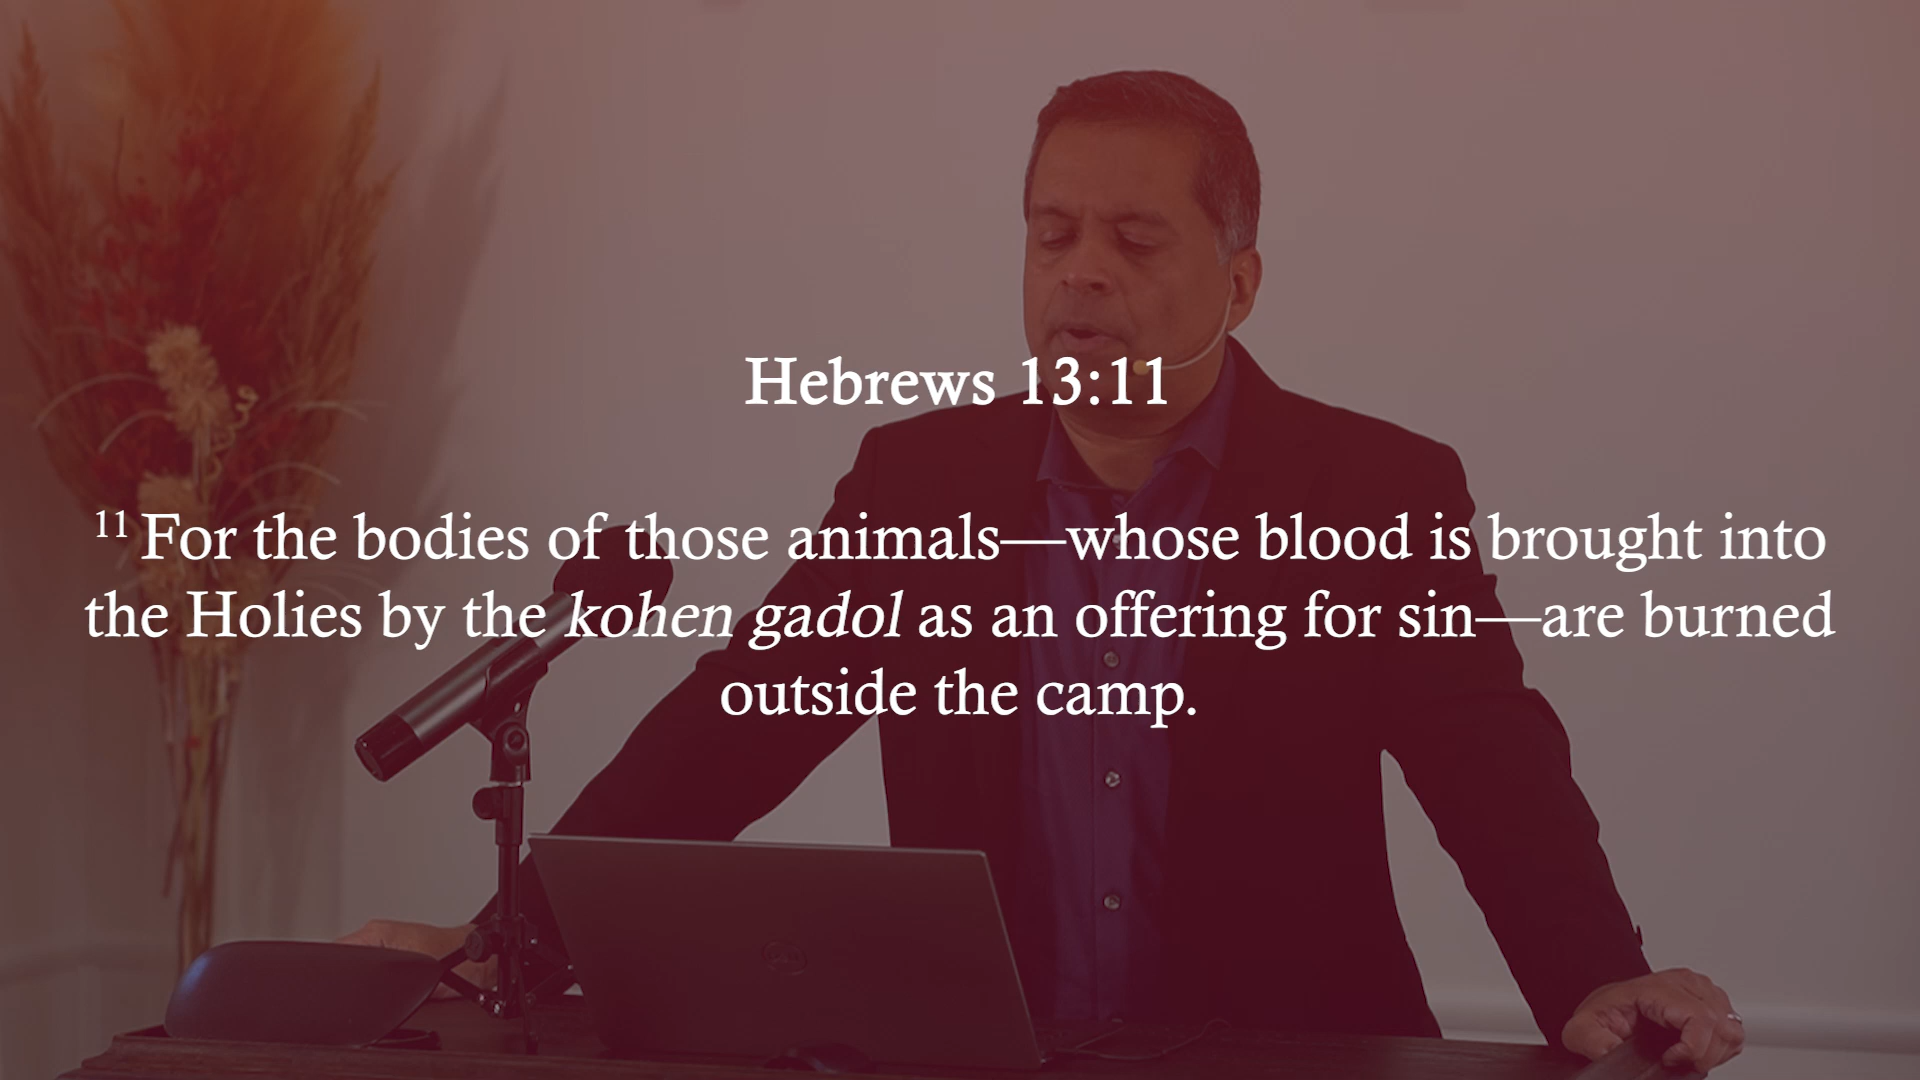 Hebrews 13:11
11 For the bodies of those animals—whose blood is brought into
the Holies by the kohen gadol as an offering for sin—are burned
outside the camp.
DELL